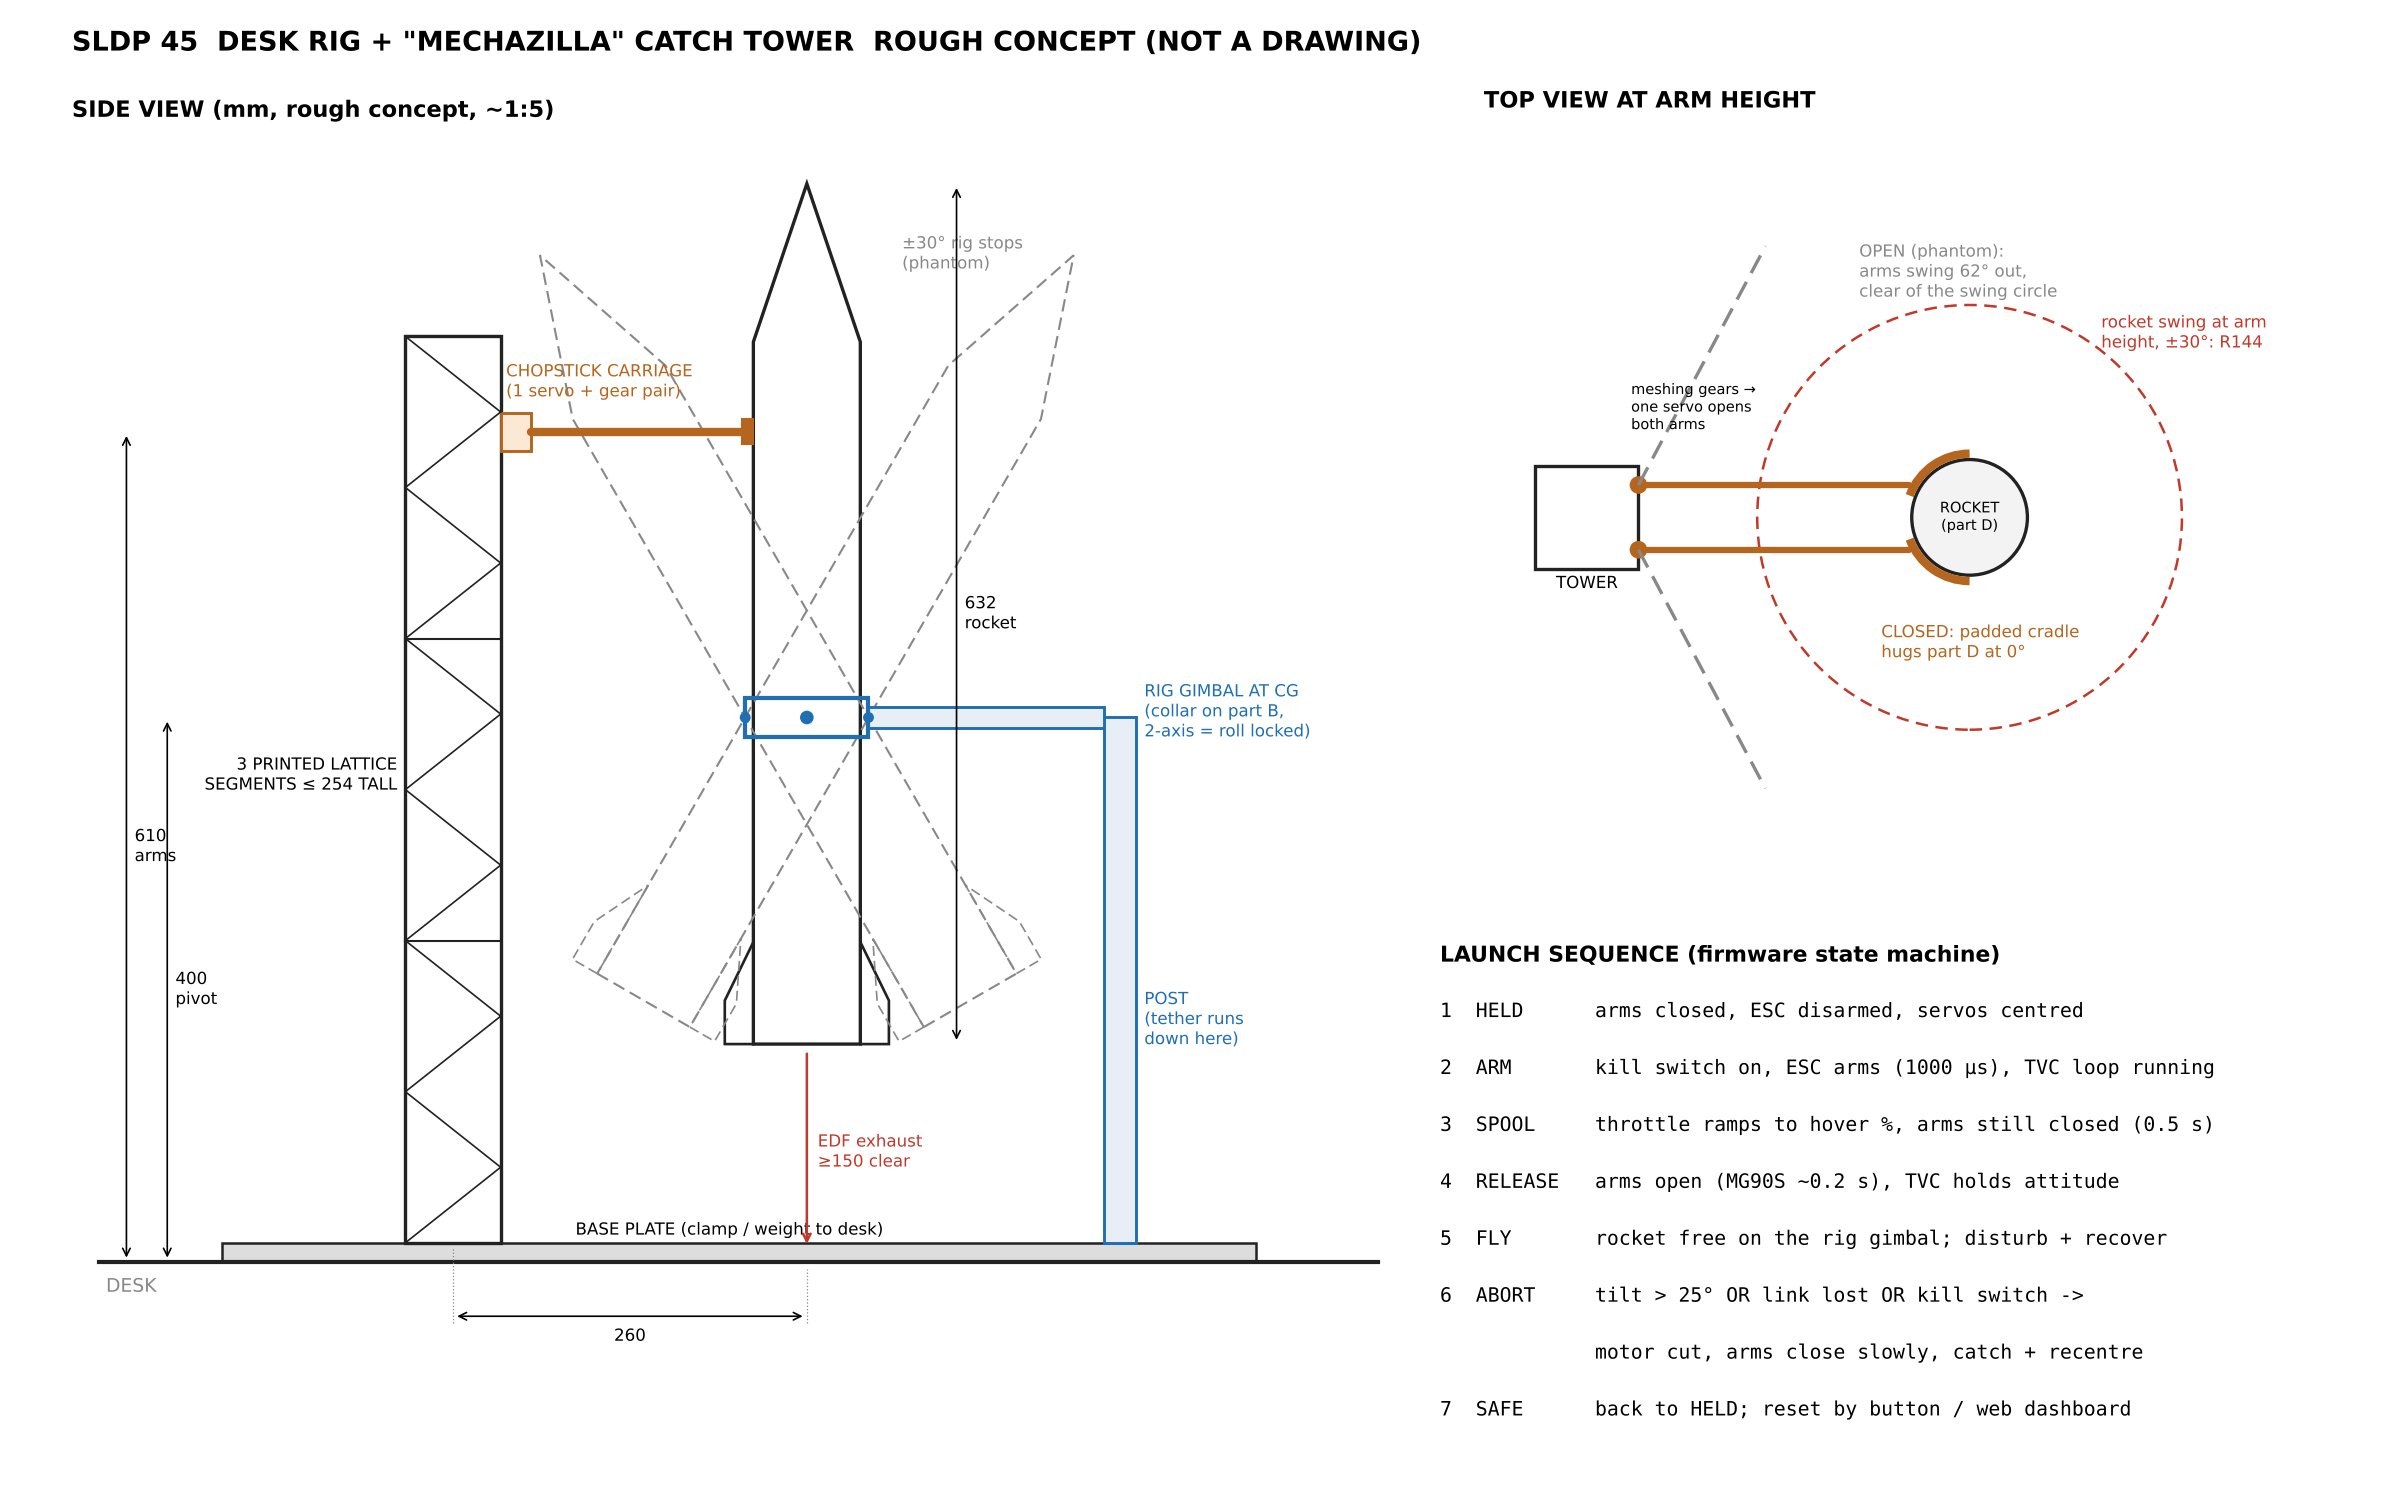 SLDP 45  DESK RIG + "MECHAZILLA" CATCH TOWER  ROUGH CONCEPT (NOT A DRAWING)
SIDE VIEW (mm, rough concept, ~1:5)
±30° rig stops
(phantom)
CHOPSTICK CARRIAGE
(1 servo + gear pair)
632
rocket
RIG GIMBAL AT CG
(collar on part B,
2-axis = roll locked)
3 PRINTED LATTICE
SEGMENTS ≤ 254 TALL
610
arms
400
pivot
POST
(tether runs
down here)
EDF exhaust
≥150 clear
BASE PLATE (clamp / weight to desk)
DESK
260
TOP VIEW AT ARM HEIGHT
OPEN (phantom):
arms swing 62° out,
clear of the swing circle
rocket swing at arm
height, ±30°: R144
meshing gears →
one servo opens
both arms
ROCKET
(part D)
TOWER
CLOSED: padded cradle
hugs part D at 0°
LAUNCH SEQUENCE (firmware state machine)
1  HELD      arms closed, ESC disarmed, servos centred
2  ARM       kill switch on, ESC arms (1000 µs), TVC loop running
3  SPOOL     throttle ramps to hover %, arms still closed (0.5 s)
4  RELEASE   arms open (MG90S ~0.2 s), TVC holds attitude
5  FLY       rocket free on the rig gimbal; disturb + recover
6  ABORT     tilt > 25° OR link lost OR kill switch ->
motor cut, arms close slowly, catch + recentre
7  SAFE      back to HELD; reset by button / web dashboard